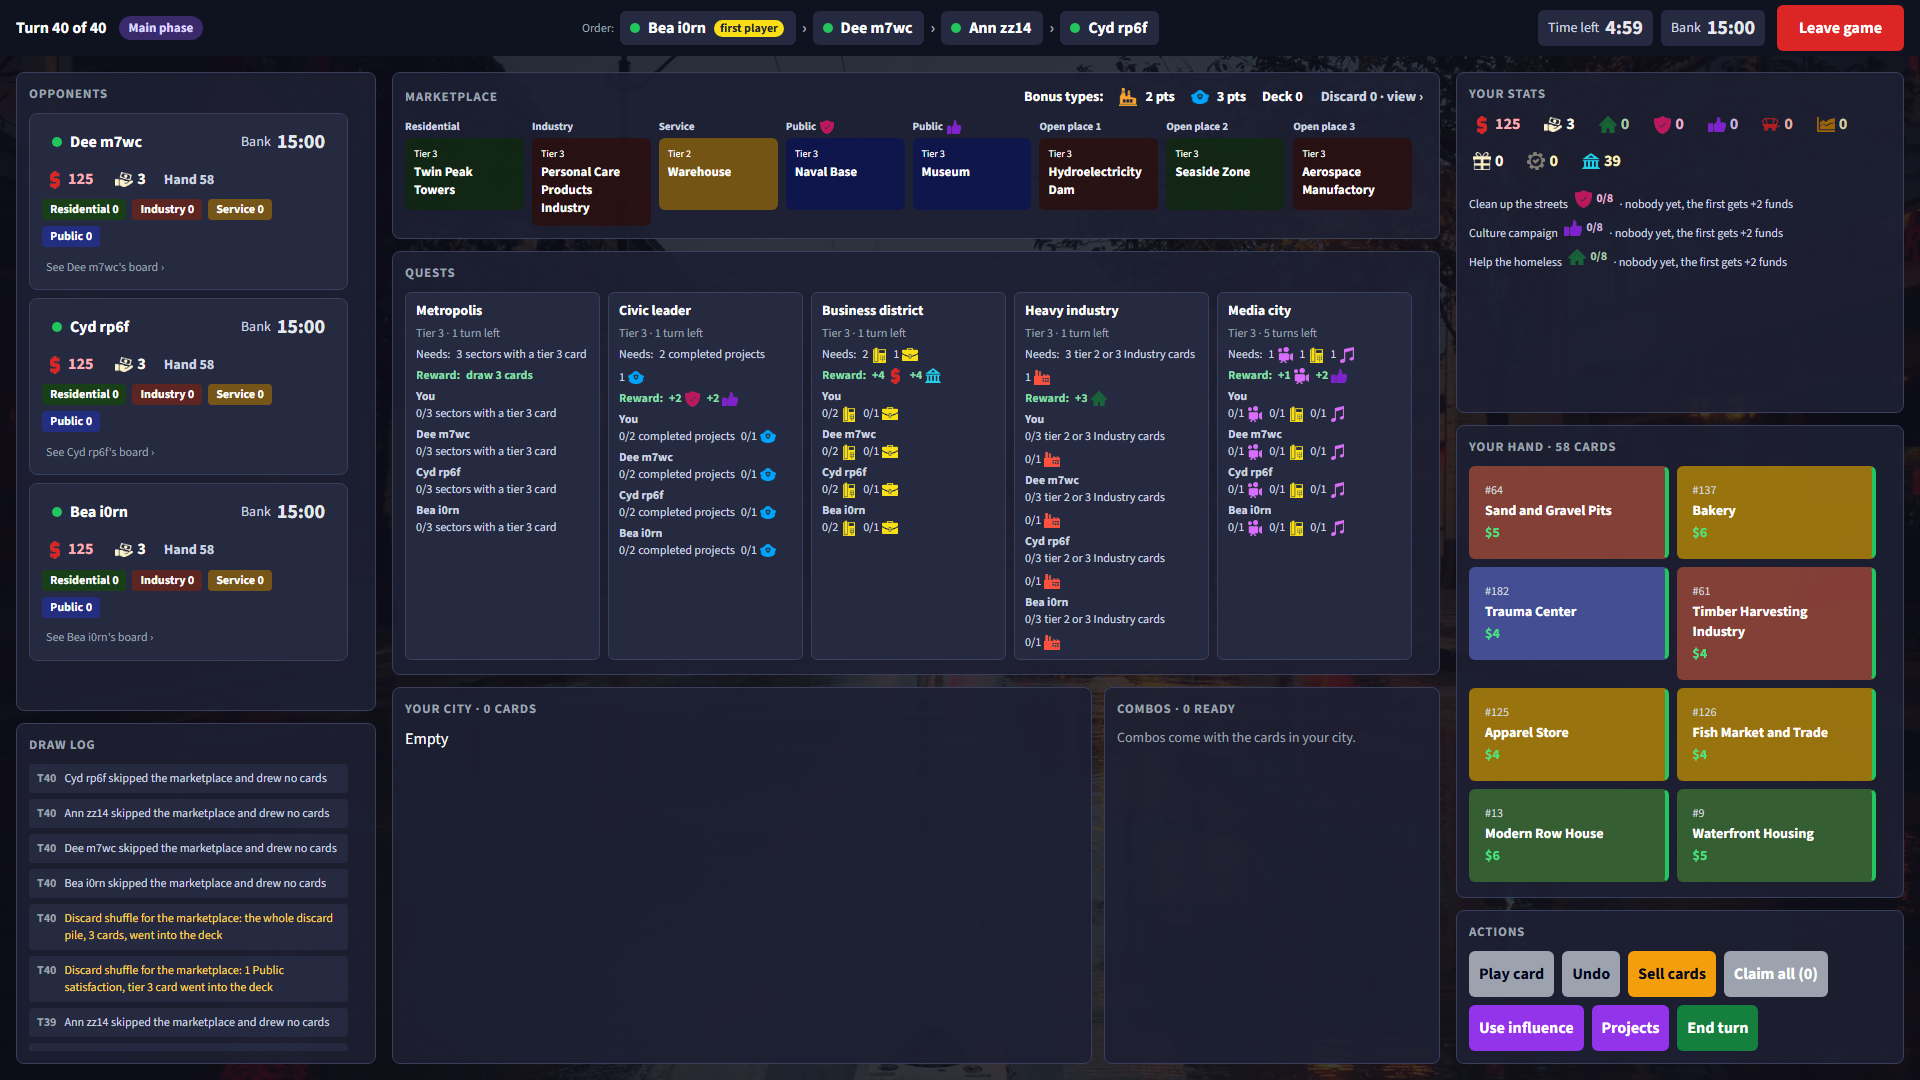 Turn 40 of 40
Main phase
Order: Bea i0rn first player › Dee m7wc › Ann zz14 › Cyd rp6f
Time left 4:59
Bank 15:00
Leave game
OPPONENTS
Dee m7wc Bank 15:00
125 3 Hand 58
Residential 0 Industry 0 Service 0
Public 0
See Dee m7wc's board ›
Cyd rp6f Bank 15:00
125 3 Hand 58
Residential 0 Industry 0 Service 0
Public 0
See Cyd rp6f's board ›
Bea i0rn Bank 15:00
125 3 Hand 58
Residential 0 Industry 0 Service 0
Public 0
See Bea i0rn's board ›
DRAW LOG
T40 Cyd rp6f skipped the marketplace and drew no cards
T40 Ann zz14 skipped the marketplace and drew no cards
T40 Dee m7wc skipped the marketplace and drew no cards
T40 Bea i0rn skipped the marketplace and drew no cards
T40 Discard shuffle for the marketplace: the whole discard
pile, 3 cards, went into the deck
T40 Discard shuffle for the marketplace: 1 Public
satisfaction, tier 3 card went into the deck
T39 Ann zz14 skipped the marketplace and drew no cards
MARKETPLACE
Bonus types: 2 pts 3 pts Deck 0 Discard 0 · view ›
Residential
Tier 3
Twin Peak
Towers
Industry
Tier 3
Personal Care
Products
Industry
Service
Tier 2
Warehouse
Public
Tier 3
Naval Base
Public
Tier 3
Museum
Open place 1
Tier 3
Hydroelectricity
Dam
Open place 2
Tier 3
Seaside Zone
Open place 3
Tier 3
Aerospace
Manufactory
QUESTS
Metropolis
Tier 3 · 1 turn left
Needs: 3 sectors with a tier 3 card
Reward: draw 3 cards
You
0/3 sectors with a tier 3 card
Dee m7wc
0/3 sectors with a tier 3 card
Cyd rp6f
0/3 sectors with a tier 3 card
Bea i0rn
0/3 sectors with a tier 3 card
Civic leader
Tier 3 · 1 turn left
Needs: 2 completed projects
1
Reward: +2 +2
You
0/2 completed projects 0/1
Dee m7wc
0/2 completed projects 0/1
Cyd rp6f
0/2 completed projects 0/1
Bea i0rn
0/2 completed projects 0/1
Business district
Tier 3 · 1 turn left
Needs: 2 1
Reward: +4 +4
You
0/2 0/1
Dee m7wc
0/2 0/1
Cyd rp6f
0/2 0/1
Bea i0rn
0/2 0/1
Heavy industry
Tier 3 · 1 turn left
Needs: 3 tier 2 or 3 Industry cards
1
Reward: +3
You
0/3 tier 2 or 3 Industry cards
0/1
Dee m7wc
0/3 tier 2 or 3 Industry cards
0/1
Cyd rp6f
0/3 tier 2 or 3 Industry cards
0/1
Bea i0rn
0/3 tier 2 or 3 Industry cards
0/1
Media city
Tier 3 · 5 turns left
Needs: 1 1 1
Reward: +1 +2
You
0/1 0/1 0/1
Dee m7wc
0/1 0/1 0/1
Cyd rp6f
0/1 0/1 0/1
Bea i0rn
0/1 0/1 0/1
YOUR CITY · 0 CARDS
Empty
COMBOS · 0 READY
Combos come with the cards in your city.
YOUR STATS
125 3 0 0 0 0 0
0 0 39
Clean up the streets 0/8 · nobody yet, the first gets +2 funds
Culture campaign 0/8 · nobody yet, the first gets +2 funds
Help the homeless 0/8 · nobody yet, the first gets +2 funds
YOUR HAND · 58 CARDS
#64
Sand and Gravel Pits
$5
#137
Bakery
$6
#182
Trauma Center
$4
#61
Timber Harvesting
Industry
$4
#125
Apparel Store
$4
#126
Fish Market and Trade
$4
#13
Modern Row House
$6
#9
Waterfront Housing
$5
ACTIONS
Play card Undo Sell cards Claim all (0)
Use influence Projects End turn